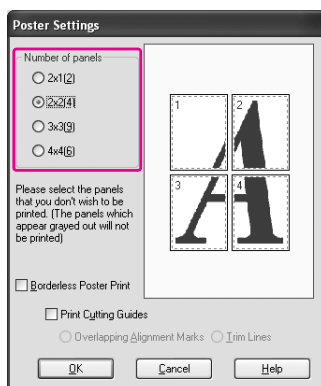 Poster Settings
Number of panels
2x1(2)
2x2(4)
3x3(9)
4x4(6)
1
2
3
4
Please select the panels
that you don't wish to be
printed. (The panels which
appear grayed out will not
be printed)
Borderless Poster Print
Print Cutting Guides
Overlapping Alignment Marks Trim Lines
OK Cancel Help